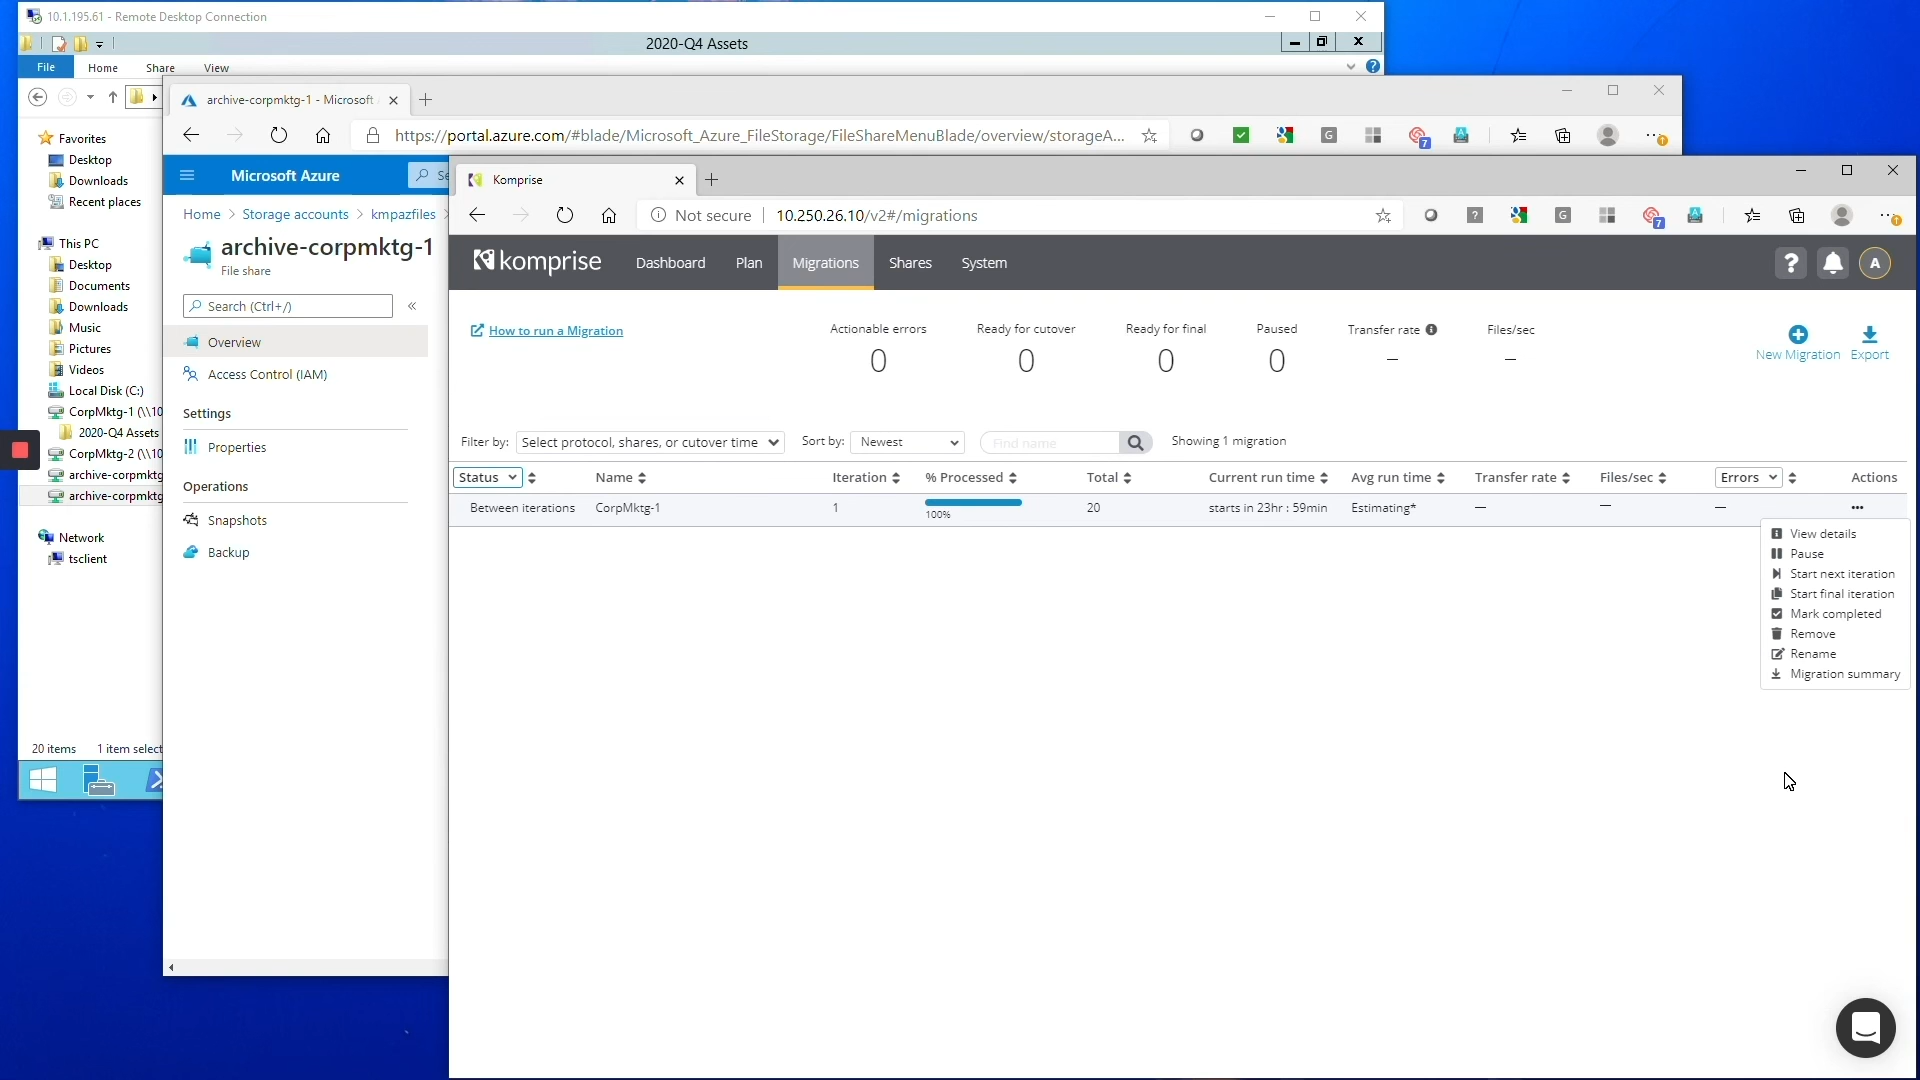 10.1.195.61 - Remote Desktop Connection
2020-Q4 Assets
File Home Share View
Favorites
Desktop
Downloads
Recent places
This PC
Desktop
Documents
Downloads
Music
Pictures
Videos
Local Disk (C:)
CorpMktg-1 (\\10
2020-Q4 Assets
CorpMktg-2 (\\10
archive-corpmktg
archive-corpmktg
Network
tsclient
20 items 1 item select
archive-corpmktg-1 - Microsoft
https://portal.azure.com/#blade/Microsoft_Azure_FileStorage/FileShareMenuBlade/overview/storageA...
G
7
Microsoft Azure
Se
Home > Storage accounts > kmpazfiles >
archive-corpmktg-1
File share
Search (Ctrl+/)
«
Overview
Access Control (IAM)
Settings
Properties
Operations
Snapshots
Backup
Komprise
Not secure 10.250.26.10/v2#/migrations
?
G
7
komprise Dashboard Plan Migrations Shares System
? A
How to run a Migration
Actionable errors Ready for cutover Ready for final Paused Transfer rate Files/sec
0 0 0 0 — —
New Migration Export
Filter by: Select protocol, shares, or cutover time Sort by: Newest Find name Showing 1 migration
Status Name Iteration % Processed Total Current run time Avg run time Transfer rate Files/sec Errors Actions
Between iterations CorpMktg-1 1 100% 20 starts in 23hr : 59min Estimating* — — — •••
View details
Pause
Start next iteration
Start final iteration
Mark completed
Remove
Rename
Migration summary